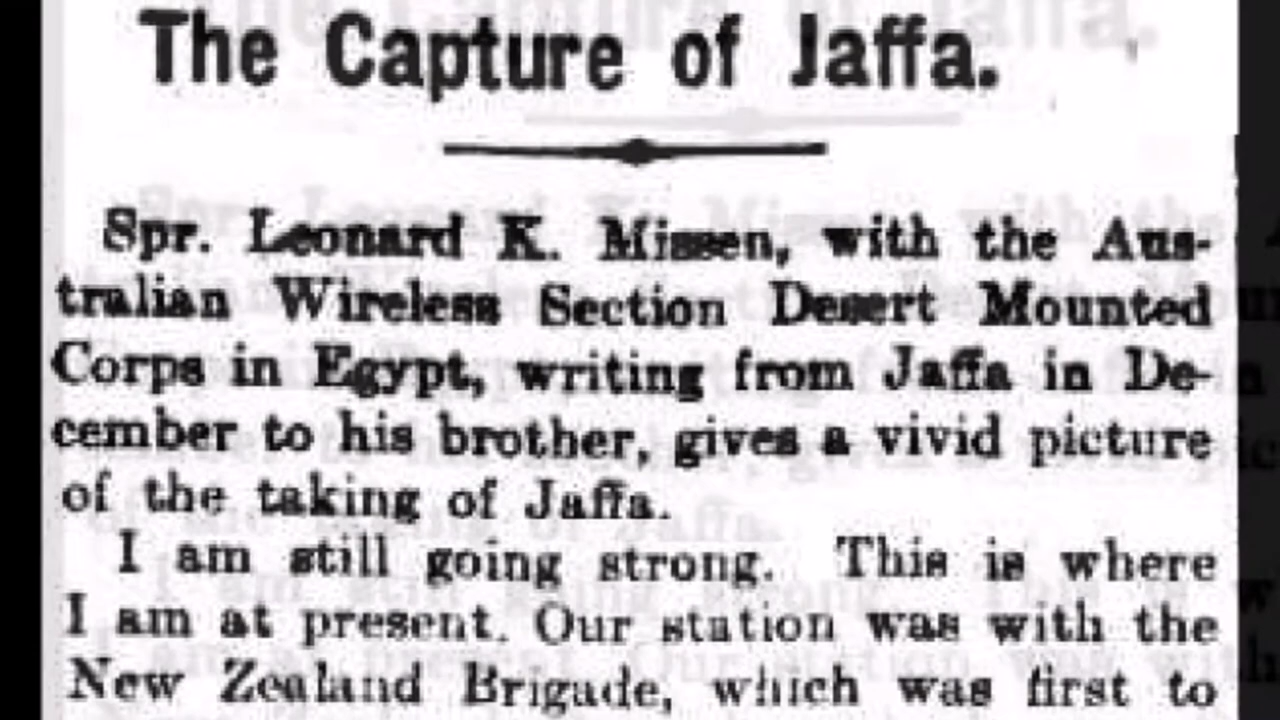 The Capture of Jaffa.
Spr. Leonard K. Missen, with the Aus-
tralian Wireless Section Desert Mounted
Corps in Egypt, writing from Jaffa in De-
cember to his brother, gives a vivid picture
of the taking of Jaffa.
I am still going strong. This is where
I am at present. Our station was with the
New Zealand Brigade, which was first to